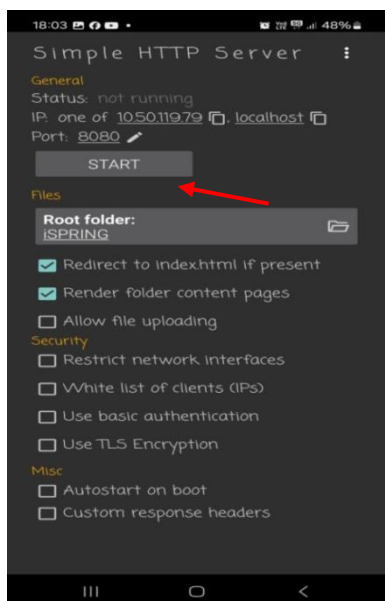 18:03 48%
Simple HTTP Server
General
Status: not running
IP: one of 10.50.119.79, localhost
Port: 8080
START
Files
Root folder:
iSPRING
Redirect to index.html if present
Render folder content pages
Allow file uploading
Security
Restrict network interfaces
White list of clients (IPs)
Use basic authentication
Use TLS Encryption
Misc
Autostart on boot
Custom response headers